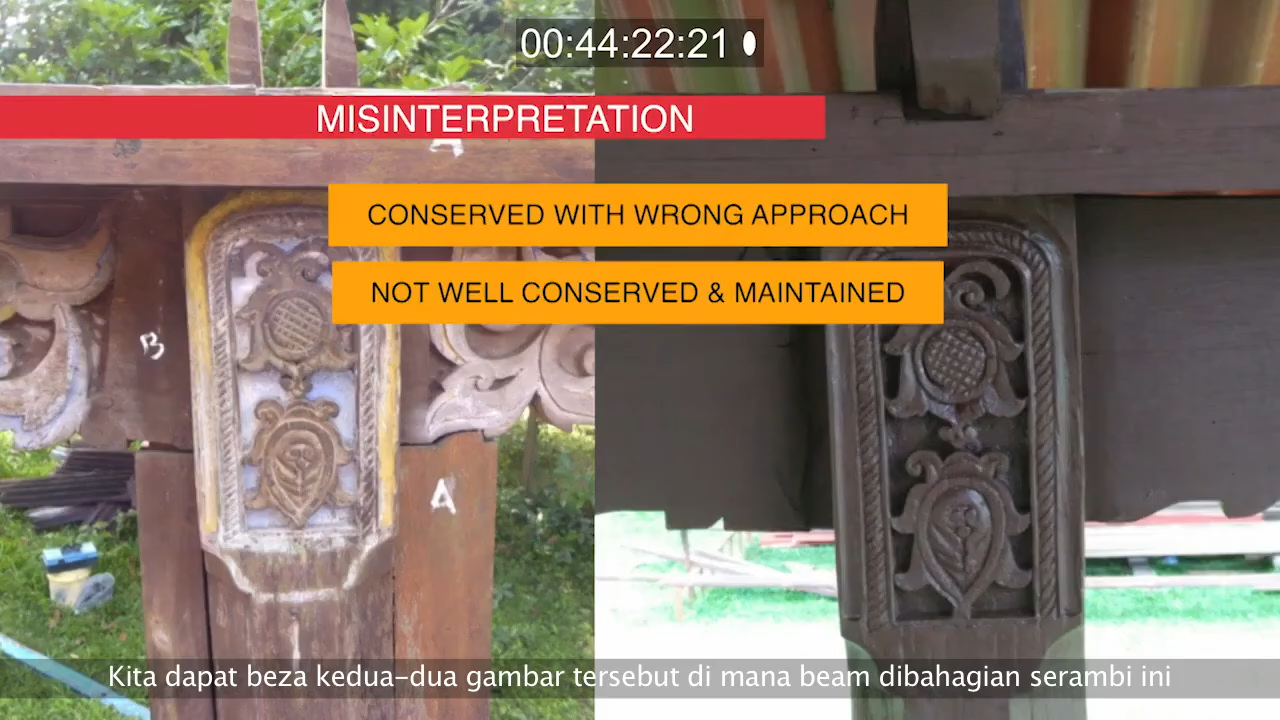 00:44:22:21
MISINTERPRETATION
A
CONSERVED WITH WRONG APPROACH
NOT WELL CONSERVED & MAINTAINED
B
A
Kita dapat beza kedua-dua gambar tersebut di mana beam dibahagian serambi ini